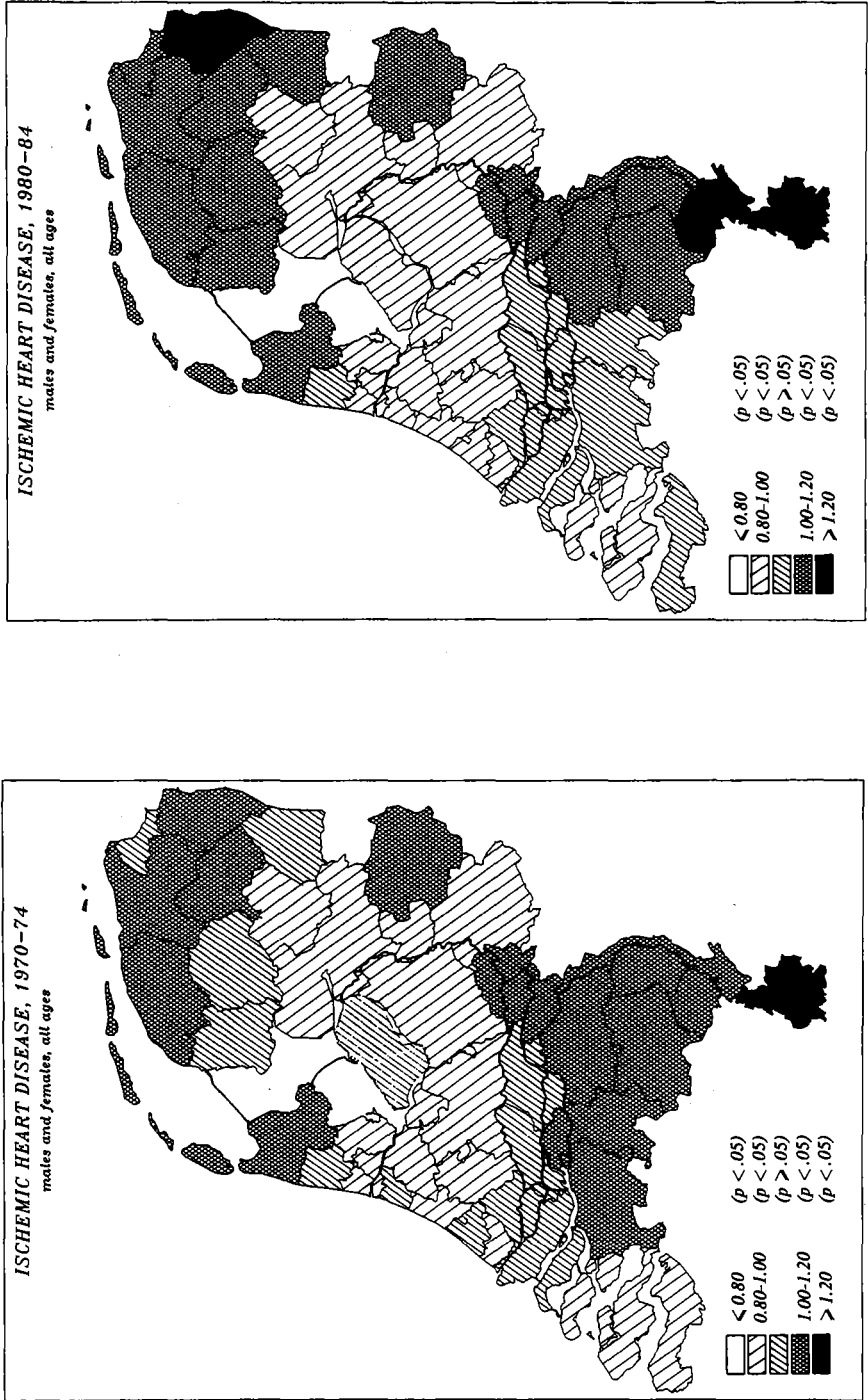 ISCHEMIC HEART DISEASE, 1980-84
males and females, all ages
< 0.80 (p < .05)
0.80-1.00 (p < .05)
(p > .05)
1.00-1.20 (p < .05)
> 1.20 (p < .05)
ISCHEMIC HEART DISEASE, 1970-74
males and females, all ages
< 0.80 (p < .05)
0.80-1.00 (p < .05)
(p > .05)
1.00-1.20 (p < .05)
> 1.20 (p < .05)